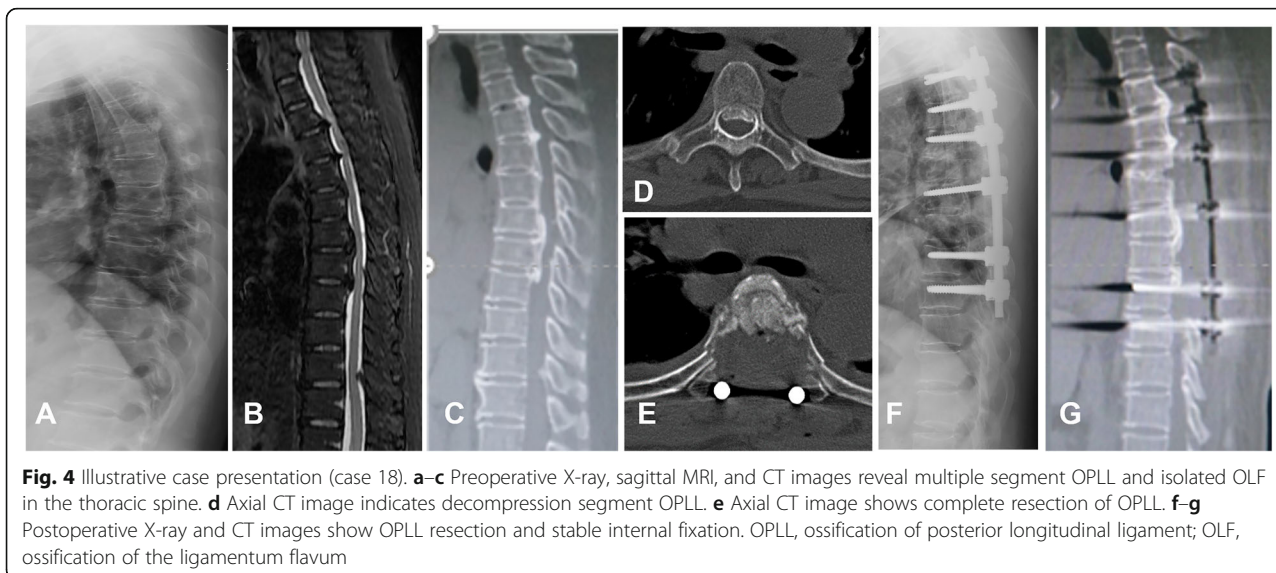 A
B
C
D
E
F
G
Fig. 4 Illustrative case presentation (case 18). a–c Preoperative X-ray, sagittal MRI, and CT images reveal multiple segment OPLL and isolated OLF
in the thoracic spine. d Axial CT image indicates decompression segment OPLL. e Axial CT image shows complete resection of OPLL. f–g
Postoperative X-ray and CT images show OPLL resection and stable internal fixation. OPLL, ossification of posterior longitudinal ligament; OLF,
ossification of the ligamentum flavum